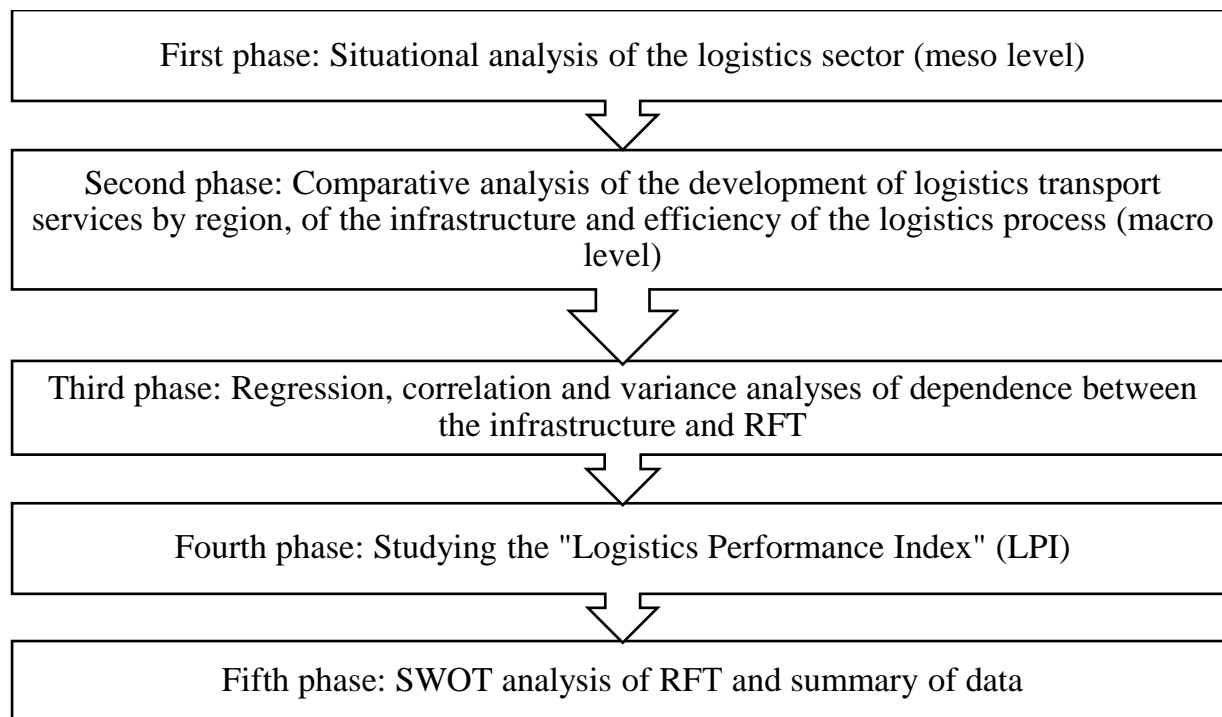 First phase: Situational analysis of the logistics sector (meso level)
Second phase: Comparative analysis of the development of logistics transport
services by region, of the infrastructure and efficiency of the logistics process (macro
level)
Third phase: Regression, correlation and variance analyses of dependence between
the infrastructure and RFT
Fourth phase: Studying the "Logistics Performance Index" (LPI)
Fifth phase: SWOT analysis of RFT and summary of data